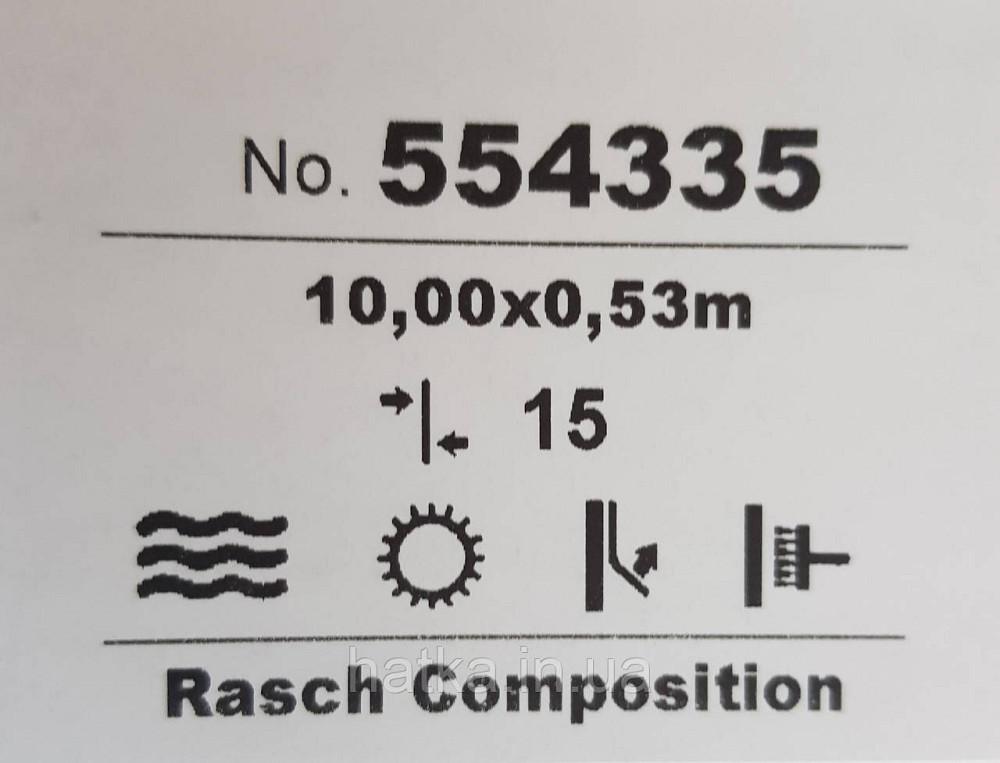 No. 554335
10,00x0,53m
15
hatka.in.ua
Rasch Composition